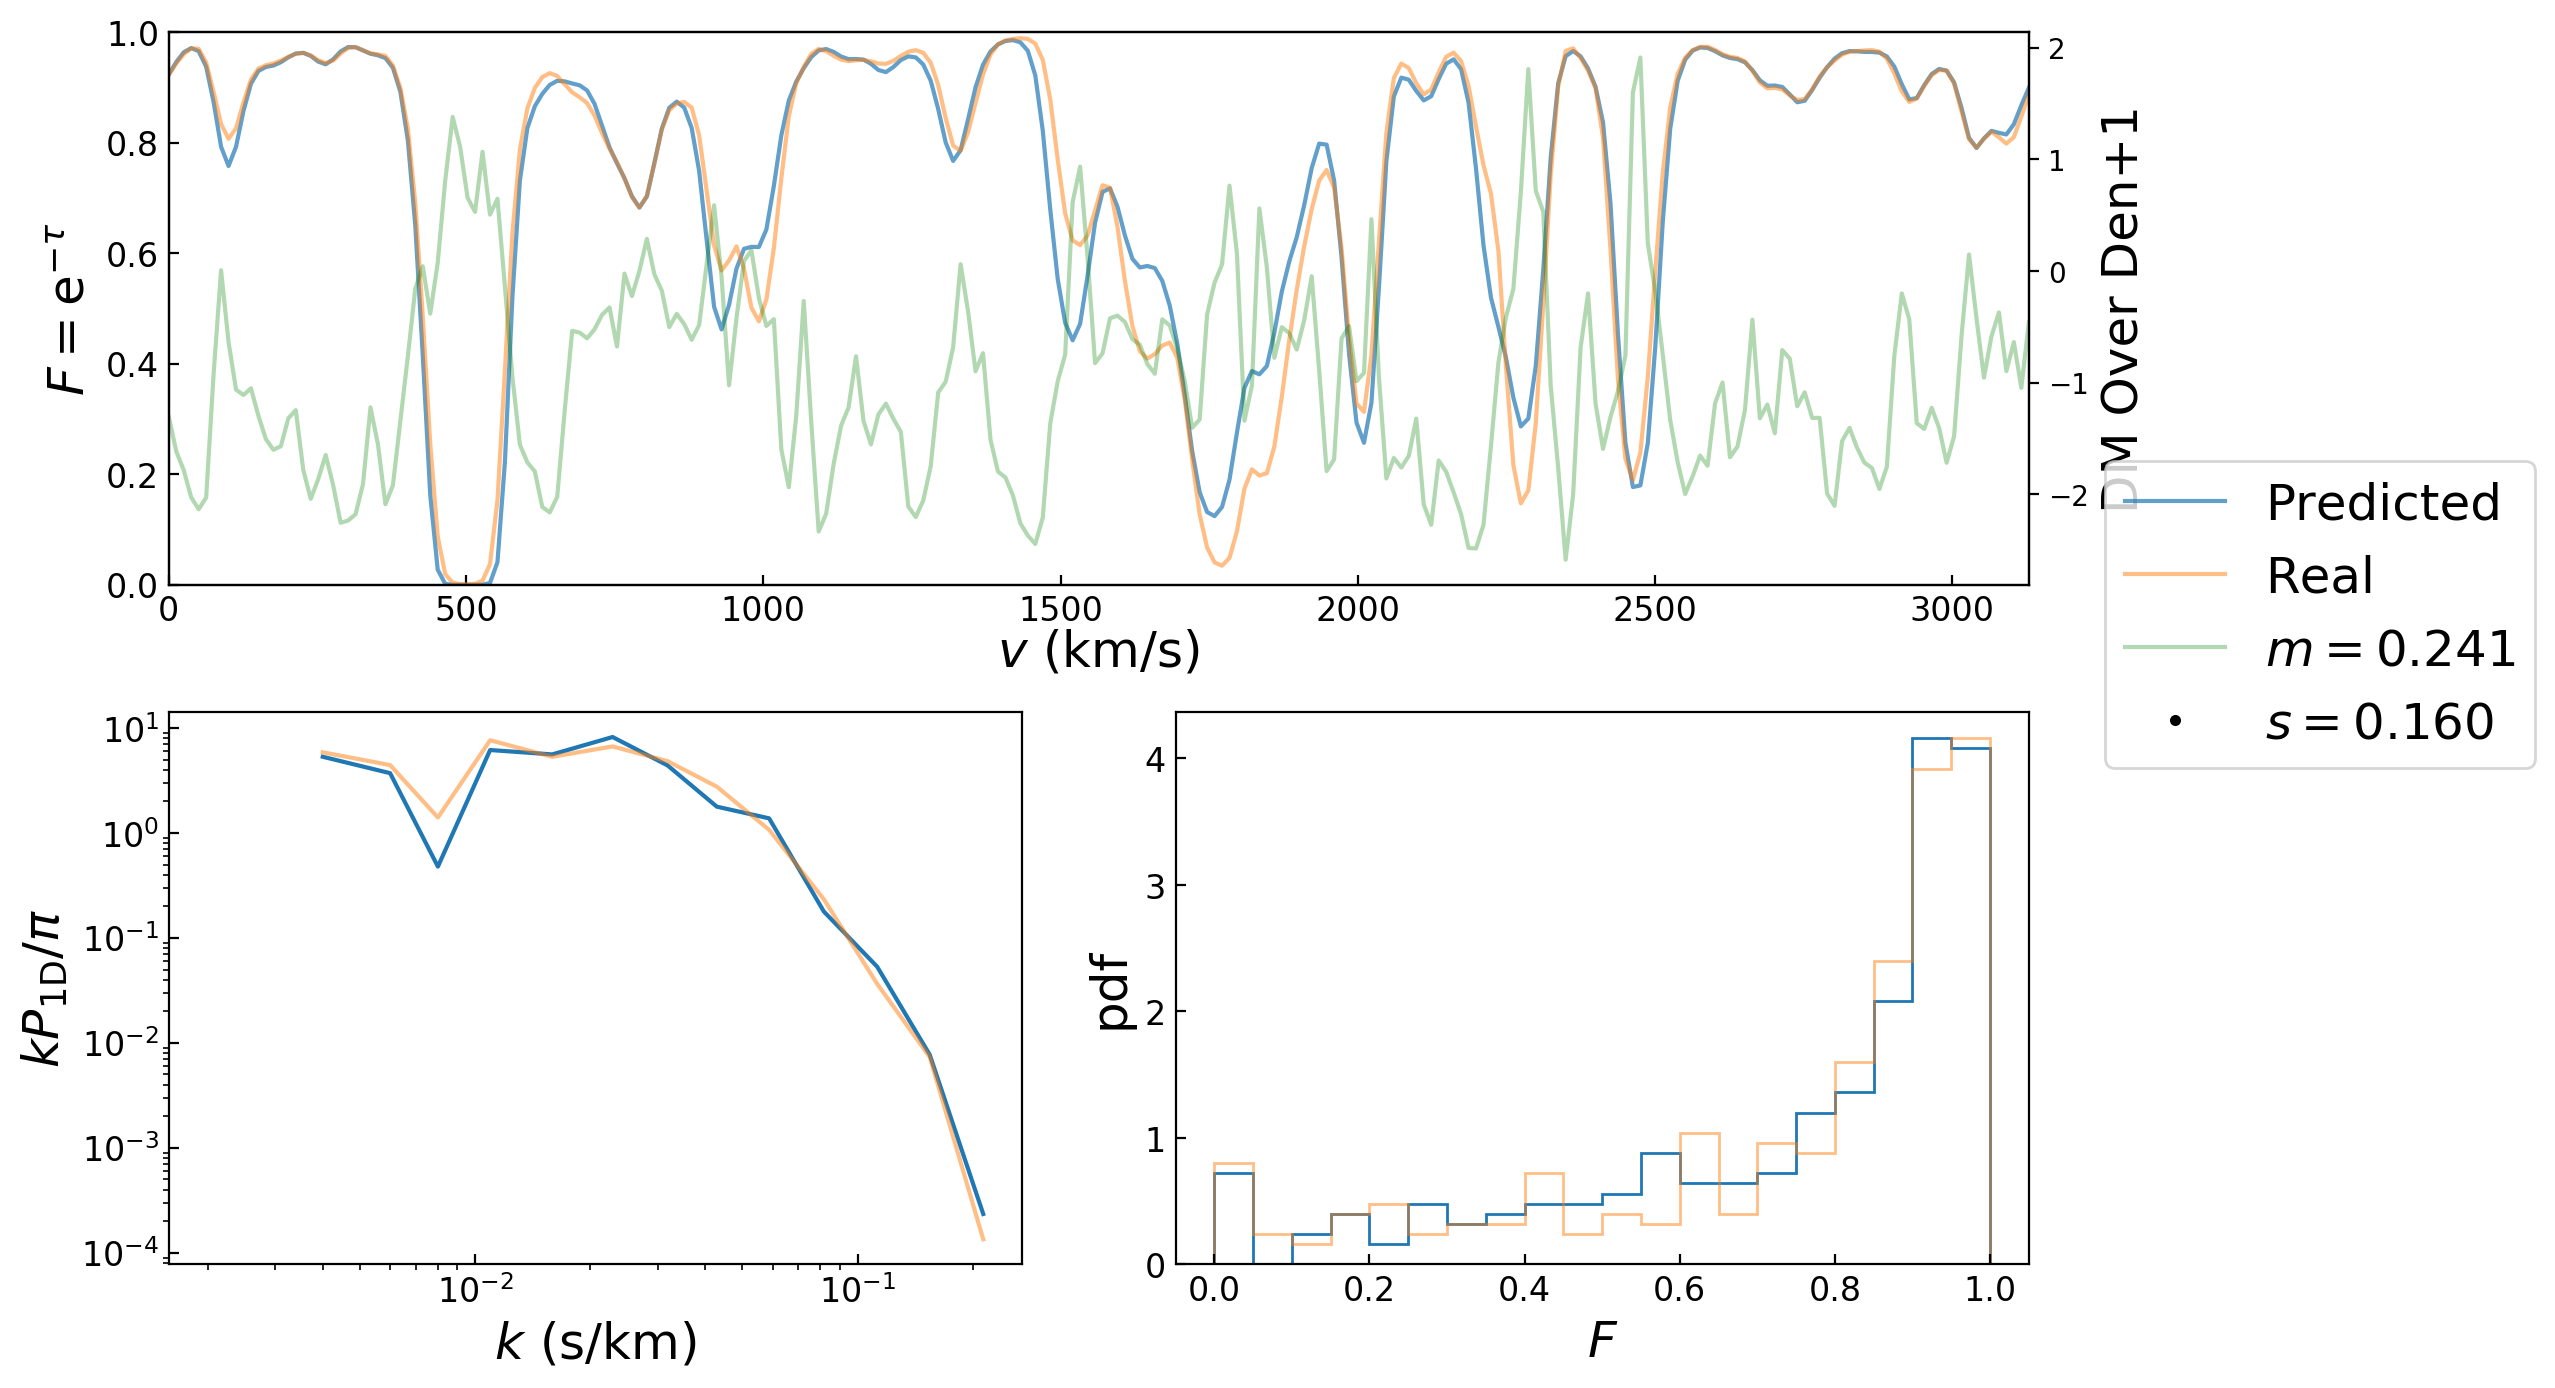 1.0
0.8
0.6
0.4
0.2
0.0
F = e^{-τ}
0 500 1000 1500 2000 2500 3000
v (km/s)
2
1
0
−1
−2
DM Over Den+1
Predicted
Real
m = 0.241
s = 0.160
10^1
10^0
10^{-1}
10^{-2}
10^{-3}
10^{-4}
kP_{1D}/π
10^{-2} 10^{-1}
k (s/km)
4
3
2
1
0
pdf
0.0 0.2 0.4 0.6 0.8 1.0
F